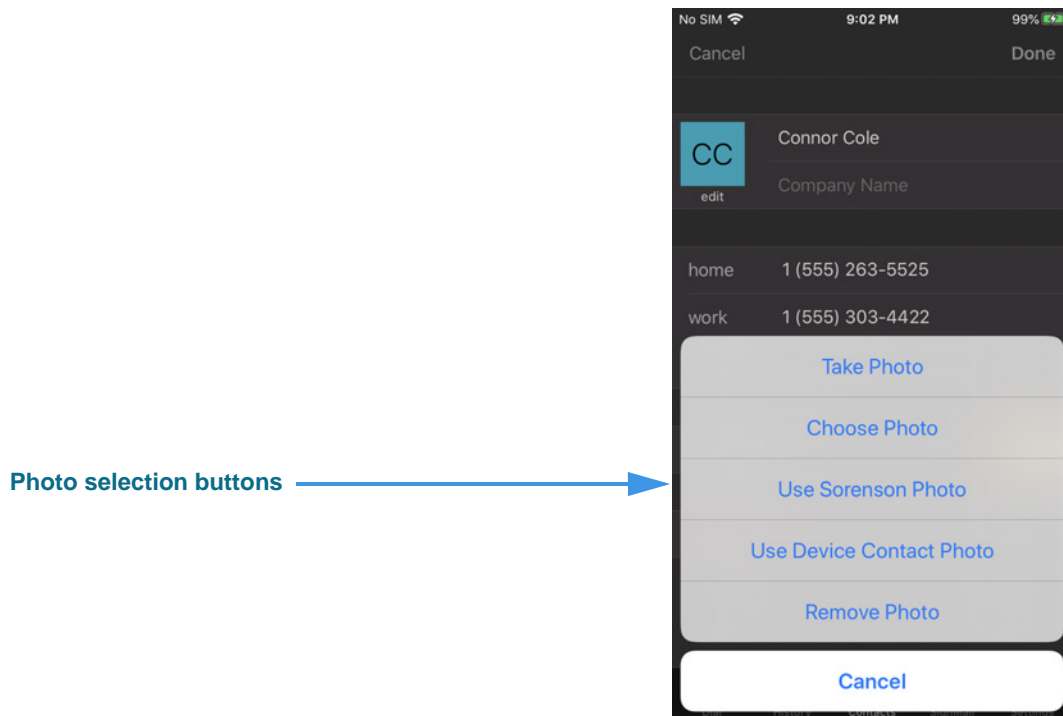 No SIM 9:02 PM 99%
Cancel Done
CC
Connor Cole
Company Name
edit
home 1 (555) 263-5525
work 1 (555) 303-4422
Take Photo
Choose Photo
Photo selection buttons
Use Sorenson Photo
Use Device Contact Photo
Remove Photo
Cancel
Contacts